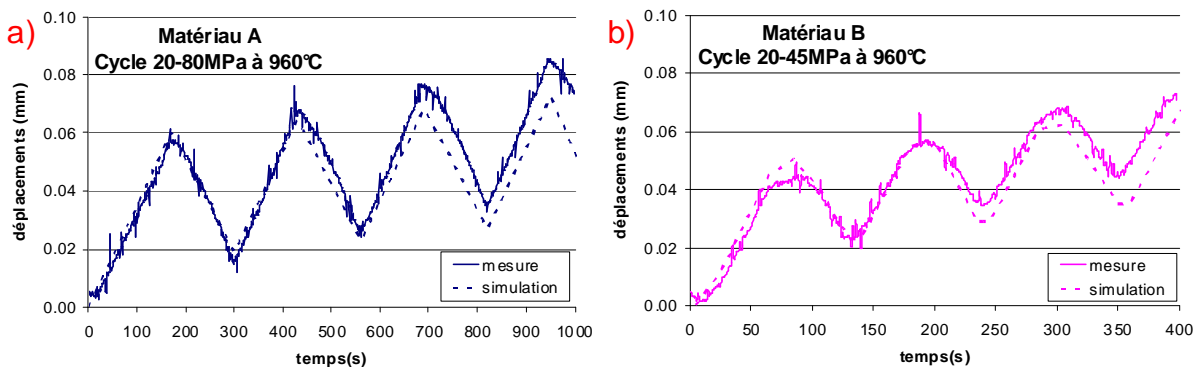 a)
Matériau A
Cycle 20-80MPa à 960°C
déplacements (mm)
0.10
0.08
0.06
0.04
0.02
0.00
0 100 200 300 400 500 600 700 800 900 1000
temps(s)
mesure
simulation
b)
Matériau B
Cycle 20-45MPa à 960°C
déplacements (mm)
0.10
0.08
0.06
0.04
0.02
0.00
0 50 100 150 200 250 300 350 400
temps(s)
mesure
simulation